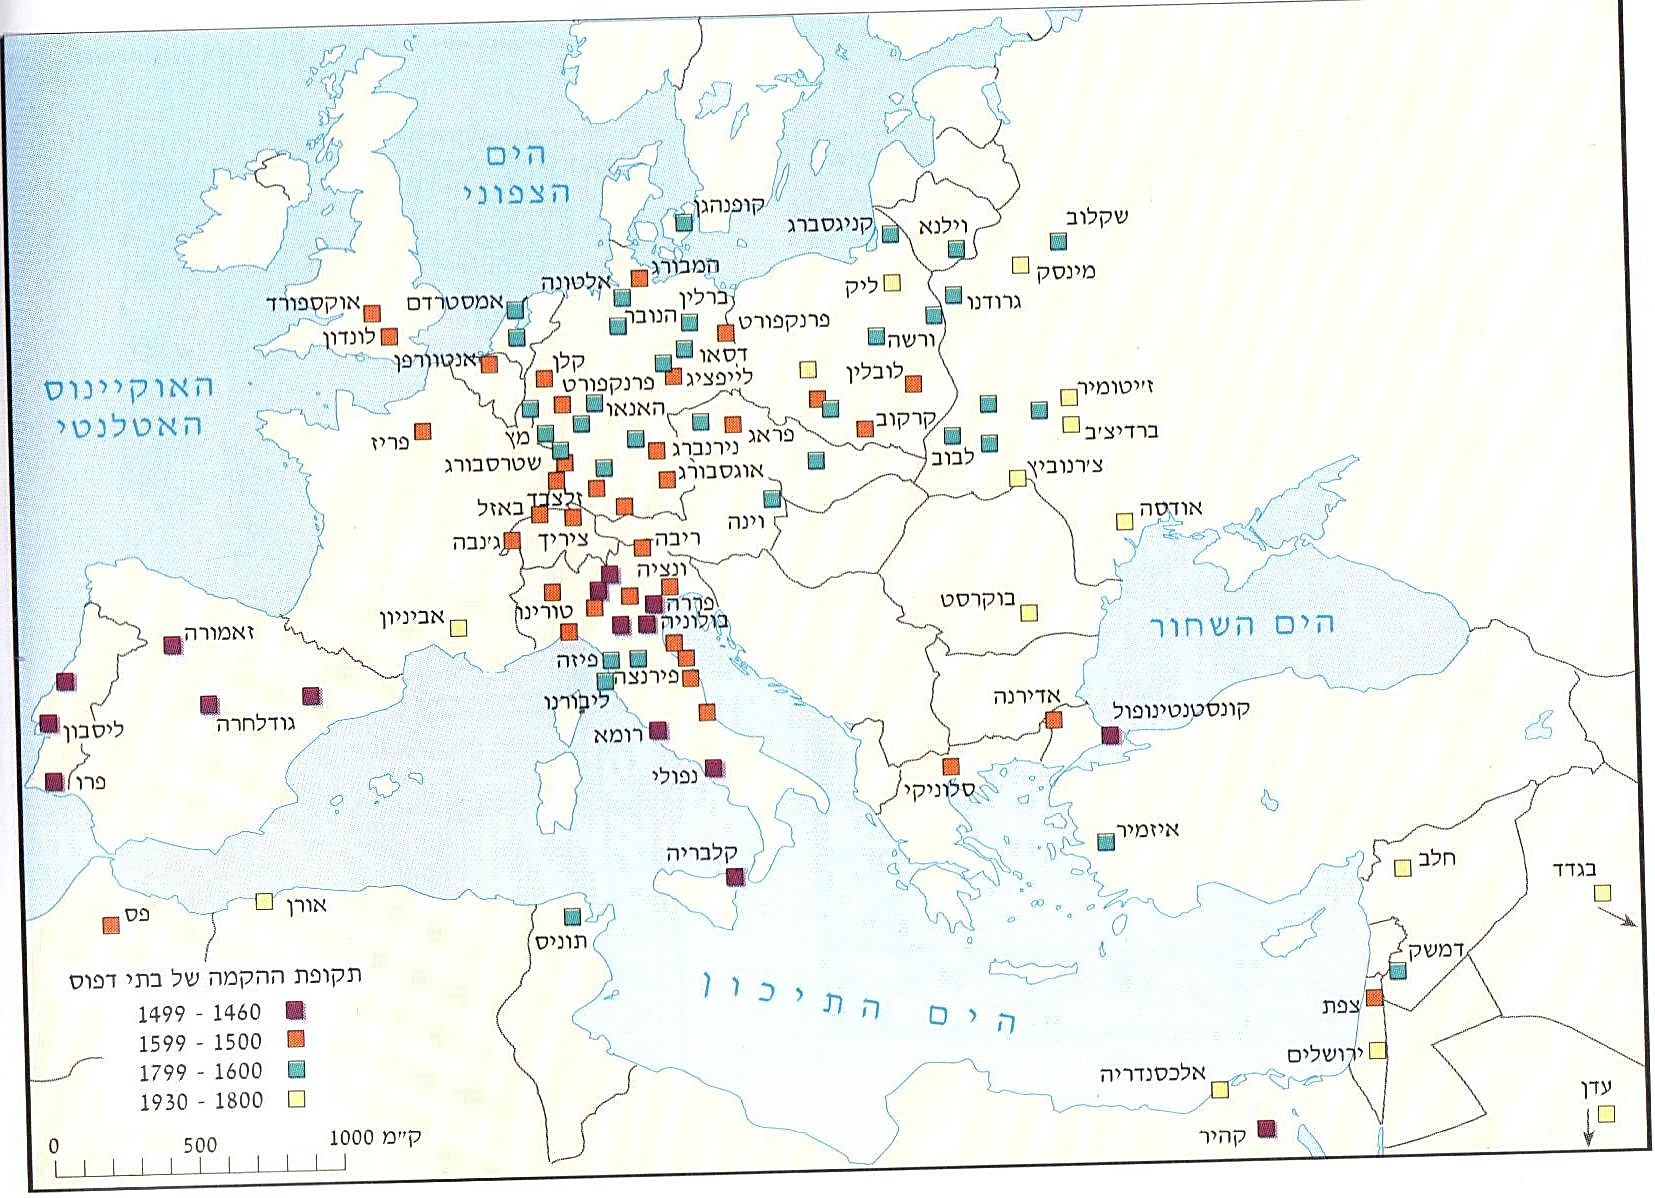 הים
הצפוני
האוקיינוס
האטלנטי
קופנהגן
קניגסברג
וילנא
שקלוב
מינסק
ליק
גרודנו
המבורג
אלטונה
אמסטרדם
ברלין
הנובר
פרנקפורט
אוקספורד
לונדון
אנטוורפן
ורשה
דסאו
קלן
לייפציג
לובלין
פרנקפורט
האנאו
ז׳יטומיר
ברדיצ׳ב
קרקוב
פריז
מץ
פראג
נירנברג
לבוב
צ׳רנוביץ
שטרסבורג
אוגסבורג
זלצבד
באזל
וינה
אודסה
ג׳נבה
ציריך
ריבה
ונציה
בוקרסט
הים השחור
אביניון
טורינו
פררה
בולוניה
זאמורה
פיזה
פירנצה
ליבורנו
גודלחרה
ליסבון
אדירנה
קונסטנטינופול
רומא
נפולי
פרו
סלוניקי
איזמיר
קלבריה
חלב
בגדד
אורן
פס
תוניס
דמשק
הים התיכון
צפת
ירושלים
אלכסנדריה
עדן
קהיר
תקופת ההקמה של בתי דפוס
1460 - 1499
1500 - 1599
1600 - 1799
1800 - 1930
0 500 1000 ק״מ